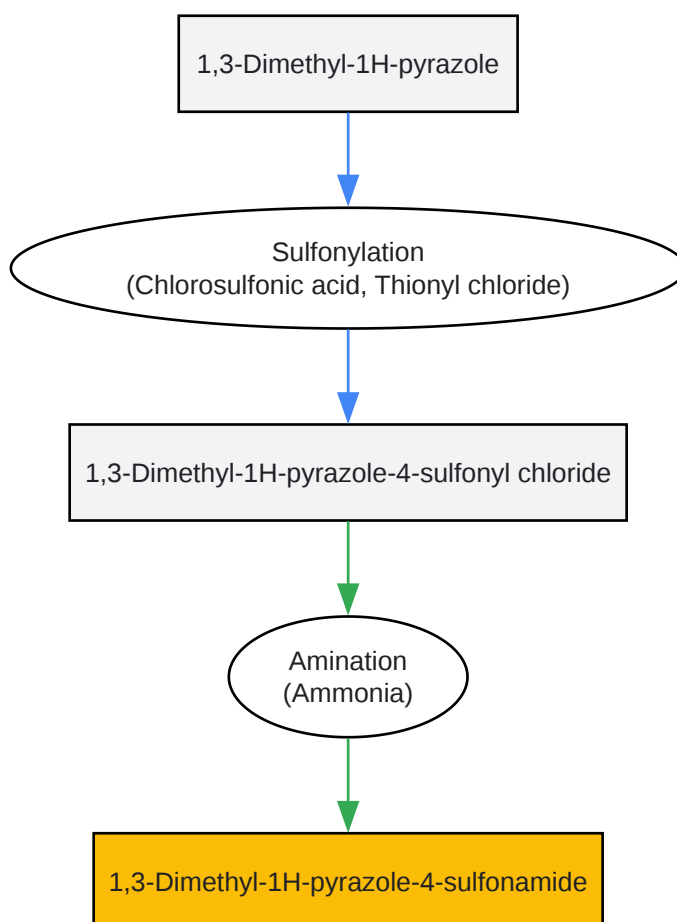 1,3-Dimethyl-1H-pyrazole
Sulfonylation
(Chlorosulfonic acid, Thionyl chloride)
1,3-Dimethyl-1H-pyrazole-4-sulfonyl chloride
Amination
(Ammonia)
1,3-Dimethyl-1H-pyrazole-4-sulfonamide